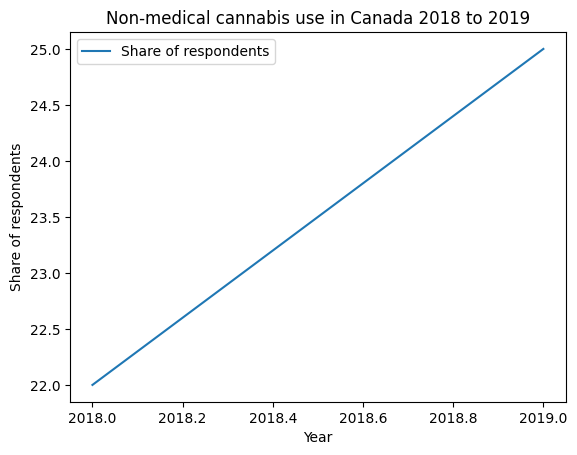 Non-medical cannabis use in Canada 2018 to 2019
Share of respondents
Share of respondents
25.0
24.5
24.0
23.5
23.0
22.5
22.0
2018.0 2018.2 2018.4 2018.6 2018.8 2019.0
Year